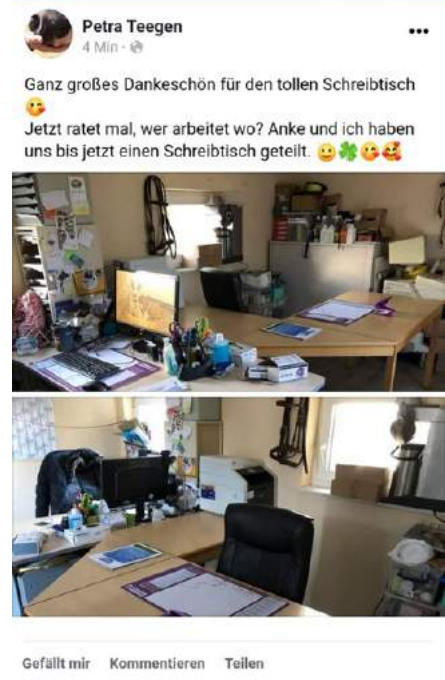 Petra Teegen
4 Min ·
Ganz großes Dankeschön für den tollen Schreibtisch
😋
Jetzt ratet mal, wer arbeitet wo? Anke und ich haben
uns bis jetzt einen Schreibtisch geteilt. 🙂🍀😋🥰
Gefällt mir Kommentieren Teilen